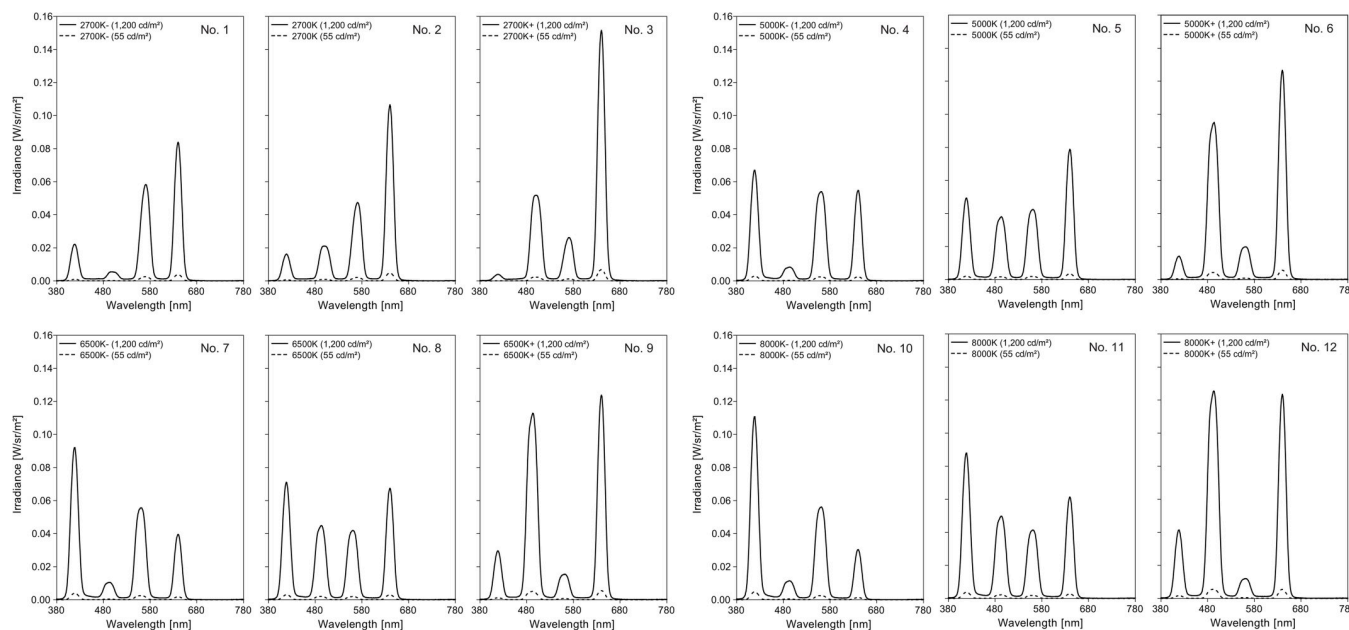 2700K- (1,200 cd/m²)
2700K- (55 cd/m²)
No. 1
Irradiance [W/sr/m²]
0.16
0.14
0.12
0.10
0.08
0.06
0.04
0.02
0.00
380 480 580 680 780
Wavelength [nm]
2700K (1,200 cd/m²)
2700K (55 cd/m²)
No. 2
380 480 580 680 780
Wavelength [nm]
2700K+ (1,200 cd/m²)
2700K+ (55 cd/m²)
No. 3
380 480 580 680 780
Wavelength [nm]
5000K- (1,200 cd/m²)
5000K- (55 cd/m²)
No. 4
Irradiance [W/sr/m²]
0.16
0.14
0.12
0.10
0.08
0.06
0.04
0.02
0.00
380 480 580 680 780
Wavelength [nm]
5000K (1,200 cd/m²)
5000K (55 cd/m²)
No. 5
380 480 580 680 780
Wavelength [nm]
5000K+ (1,200 cd/m²)
5000K+ (55 cd/m²)
No. 6
380 480 580 680 780
Wavelength [nm]
6500K- (1,200 cd/m²)
6500K- (55 cd/m²)
No. 7
Irradiance [W/sr/m²]
0.16
0.14
0.12
0.10
0.08
0.06
0.04
0.02
0.00
380 480 580 680 780
Wavelength [nm]
6500K (1,200 cd/m²)
6500K (55 cd/m²)
No. 8
380 480 580 680 780
Wavelength [nm]
6500K+ (1,200 cd/m²)
6500K+ (55 cd/m²)
No. 9
380 480 580 680 780
Wavelength [nm]
8000K- (1,200 cd/m²)
8000K- (55 cd/m²)
No. 10
Irradiance [W/sr/m²]
0.16
0.14
0.12
0.10
0.08
0.06
0.04
0.02
0.00
380 480 580 680 780
Wavelength [nm]
8000K (1,200 cd/m²)
8000K (55 cd/m²)
No. 11
380 480 580 680 780
Wavelength [nm]
8000K+ (1,200 cd/m²)
8000K+ (55 cd/m²)
No. 12
380 480 580 680 780
Wavelength [nm]